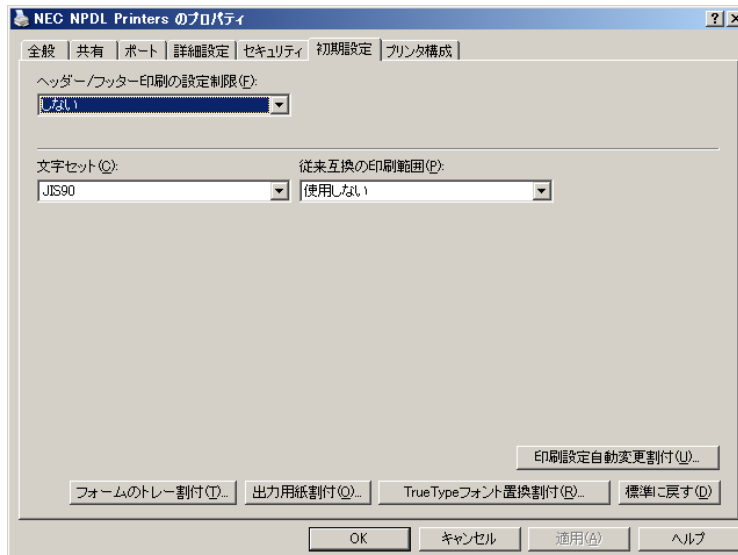 NEC NPDL Printers のプロパティ
全般 共有 ポート 詳細設定 セキュリティ 初期設定 プリンタ構成
ヘッダー/フッター印刷の設定制限(F):
しない
文字セット(C): 従来互換の印刷範囲(P):
JIS90 使用しない
印刷設定自動変更割付(U)...
フォームのトレー割付(T)... 出力用紙割付(O)... TrueTypeフォント置換割付(R)... 標準に戻す(D)
OK キャンセル 適用(A) ヘルプ